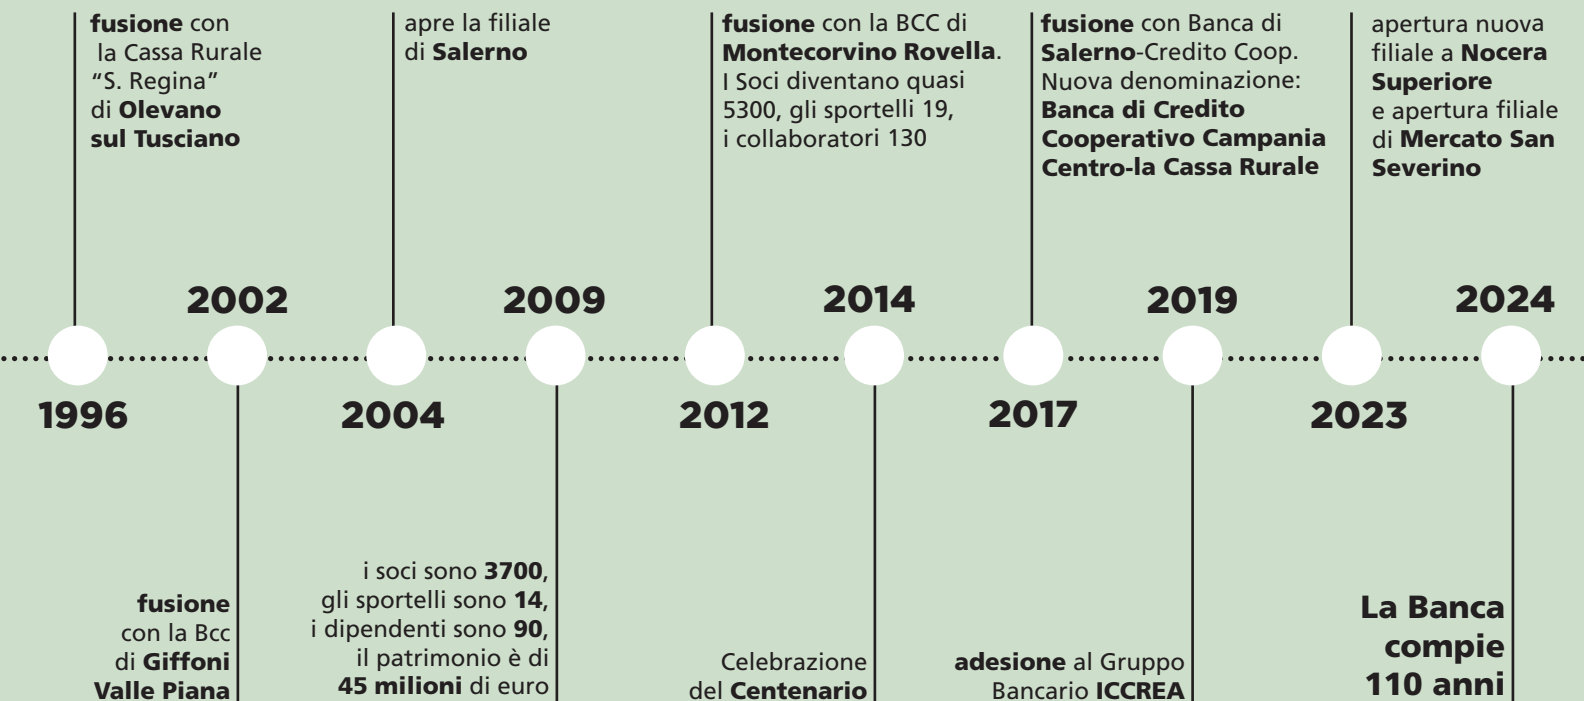 fusione con
la Cassa Rurale
“S. Regina”
di Olevano
sul Tusciano
apre la filiale
di Salerno
fusione con la BCC di
Montecorvino Rovella.
I Soci diventano quasi
5300, gli sportelli 19,
i collaboratori 130
fusione con Banca di
Salerno-Credito Coop.
Nuova denominazione:
Banca di Credito
Cooperativo Campania
Centro-la Cassa Rurale
apertura nuova
filiale a Nocera
Superiore
e apertura filiale
di Mercato San
Severino
2002
2009
2014
2019
2024
1996
2004
2012
2017
2023
fusione
con la Bcc
di Giffoni
Valle Piana
i soci sono 3700,
gli sportelli sono 14,
i dipendenti sono 90,
il patrimonio è di
45 milioni di euro
Celebrazione
del Centenario
adesione al Gruppo
Bancario ICCREA
La Banca
compie
110 anni